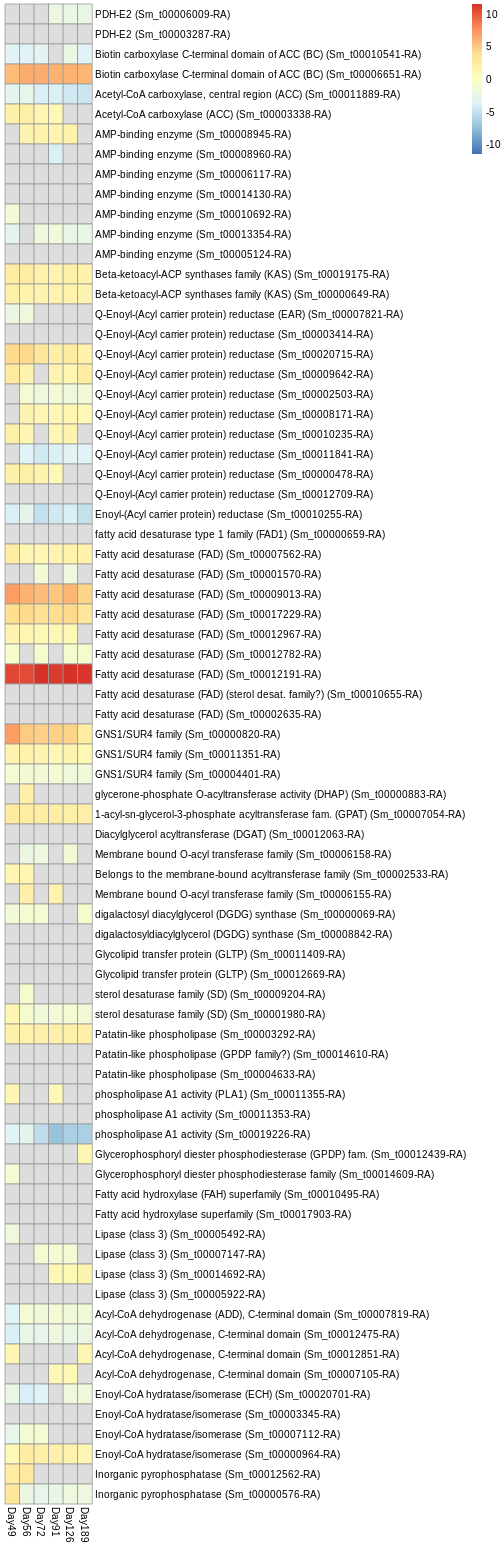 PDH-E2 (Sm_t00006009-RA)
PDH-E2 (Sm_t00003287-RA)
Biotin carboxylase C-terminal domain of ACC (BC) (Sm_t00010541-RA)
Biotin carboxylase C-terminal domain of ACC (BC) (Sm_t00006651-RA)
Acetyl-CoA carboxylase, central region (ACC) (Sm_t00011889-RA)
Acetyl-CoA carboxylase (ACC) (Sm_t00003338-RA)
AMP-binding enzyme (Sm_t00008945-RA)
AMP-binding enzyme (Sm_t00008960-RA)
AMP-binding enzyme (Sm_t00006117-RA)
AMP-binding enzyme (Sm_t00014130-RA)
AMP-binding enzyme (Sm_t00010692-RA)
AMP-binding enzyme (Sm_t00013354-RA)
AMP-binding enzyme (Sm_t00005124-RA)
Beta-ketoacyl-ACP synthases family (KAS) (Sm_t00019175-RA)
Beta-ketoacyl-ACP synthases family (KAS) (Sm_t00000649-RA)
Q-Enoyl-(Acyl carrier protein) reductase (EAR) (Sm_t00007821-RA)
Q-Enoyl-(Acyl carrier protein) reductase (Sm_t00003414-RA)
Q-Enoyl-(Acyl carrier protein) reductase (Sm_t00020715-RA)
Q-Enoyl-(Acyl carrier protein) reductase (Sm_t00009642-RA)
Q-Enoyl-(Acyl carrier protein) reductase (Sm_t00002503-RA)
Q-Enoyl-(Acyl carrier protein) reductase (Sm_t00008171-RA)
Q-Enoyl-(Acyl carrier protein) reductase (Sm_t00010235-RA)
Q-Enoyl-(Acyl carrier protein) reductase (Sm_t00011841-RA)
Q-Enoyl-(Acyl carrier protein) reductase (Sm_t00000478-RA)
Q-Enoyl-(Acyl carrier protein) reductase (Sm_t00012709-RA)
Enoyl-(Acyl carrier protein) reductase (Sm_t00010255-RA)
fatty acid desaturase type 1 family (FAD1) (Sm_t00000659-RA)
Fatty acid desaturase (FAD) (Sm_t00007562-RA)
Fatty acid desaturase (FAD) (Sm_t00001570-RA)
Fatty acid desaturase (FAD) (Sm_t00009013-RA)
Fatty acid desaturase (FAD) (Sm_t00017229-RA)
Fatty acid desaturase (FAD) (Sm_t00012967-RA)
Fatty acid desaturase (FAD) (Sm_t00012782-RA)
Fatty acid desaturase (FAD) (Sm_t00012191-RA)
Fatty acid desaturase (FAD) (sterol desat. family?) (Sm_t00010655-RA)
Fatty acid desaturase (FAD) (Sm_t00002635-RA)
GNS1/SUR4 family (Sm_t00000820-RA)
GNS1/SUR4 family (Sm_t00011351-RA)
GNS1/SUR4 family (Sm_t00004401-RA)
glycerone-phosphate O-acyltransferase activity (DHAP) (Sm_t00000883-RA)
1-acyl-sn-glycerol-3-phosphate acyltransferase fam. (GPAT) (Sm_t00007054-RA)
Diacylglycerol acyltransferase (DGAT) (Sm_t00012063-RA)
Membrane bound O-acyl transferase family (Sm_t00006158-RA)
Belongs to the membrane-bound acyltransferase family (Sm_t00002533-RA)
Membrane bound O-acyl transferase family (Sm_t00006155-RA)
digalactosyl diacylglycerol (DGDG) synthase (Sm_t00000069-RA)
digalactosyldiacylglycerol (DGDG) synthase (Sm_t00008842-RA)
Glycolipid transfer protein (GLTP) (Sm_t00011409-RA)
Glycolipid transfer protein (GLTP) (Sm_t00012669-RA)
sterol desaturase family (SD) (Sm_t00009204-RA)
sterol desaturase family (SD) (Sm_t00001980-RA)
Patatin-like phospholipase (Sm_t00003292-RA)
Patatin-like phospholipase (GPDP family?) (Sm_t00014610-RA)
Patatin-like phospholipase (Sm_t00004633-RA)
phospholipase A1 activity (PLA1) (Sm_t00011355-RA)
phospholipase A1 activity (Sm_t00011353-RA)
phospholipase A1 activity (Sm_t00019226-RA)
Glycerophosphoryl diester phosphodiesterase (GPDP) fam. (Sm_t00012439-RA)
Glycerophosphoryl diester phosphodiesterase family (Sm_t00014609-RA)
Fatty acid hydroxylase (FAH) superfamily (Sm_t00010495-RA)
Fatty acid hydroxylase superfamily (Sm_t00017903-RA)
Lipase (class 3) (Sm_t00005492-RA)
Lipase (class 3) (Sm_t00007147-RA)
Lipase (class 3) (Sm_t00014692-RA)
Lipase (class 3) (Sm_t00005922-RA)
Acyl-CoA dehydrogenase (ADD), C-terminal domain (Sm_t00007819-RA)
Acyl-CoA dehydrogenase, C-terminal domain (Sm_t00012475-RA)
Acyl-CoA dehydrogenase, C-terminal domain (Sm_t00012851-RA)
Acyl-CoA dehydrogenase, C-terminal domain (Sm_t00007105-RA)
Enoyl-CoA hydratase/isomerase (ECH) (Sm_t00020701-RA)
Enoyl-CoA hydratase/isomerase (Sm_t00003345-RA)
Enoyl-CoA hydratase/isomerase (Sm_t00007112-RA)
Enoyl-CoA hydratase/isomerase (Sm_t00000964-RA)
Inorganic pyrophosphatase (Sm_t00012562-RA)
Inorganic pyrophosphatase (Sm_t00000576-RA)
Day49
Day56
Day72
Day91
Day126
Day189
10
5
0
-5
-10